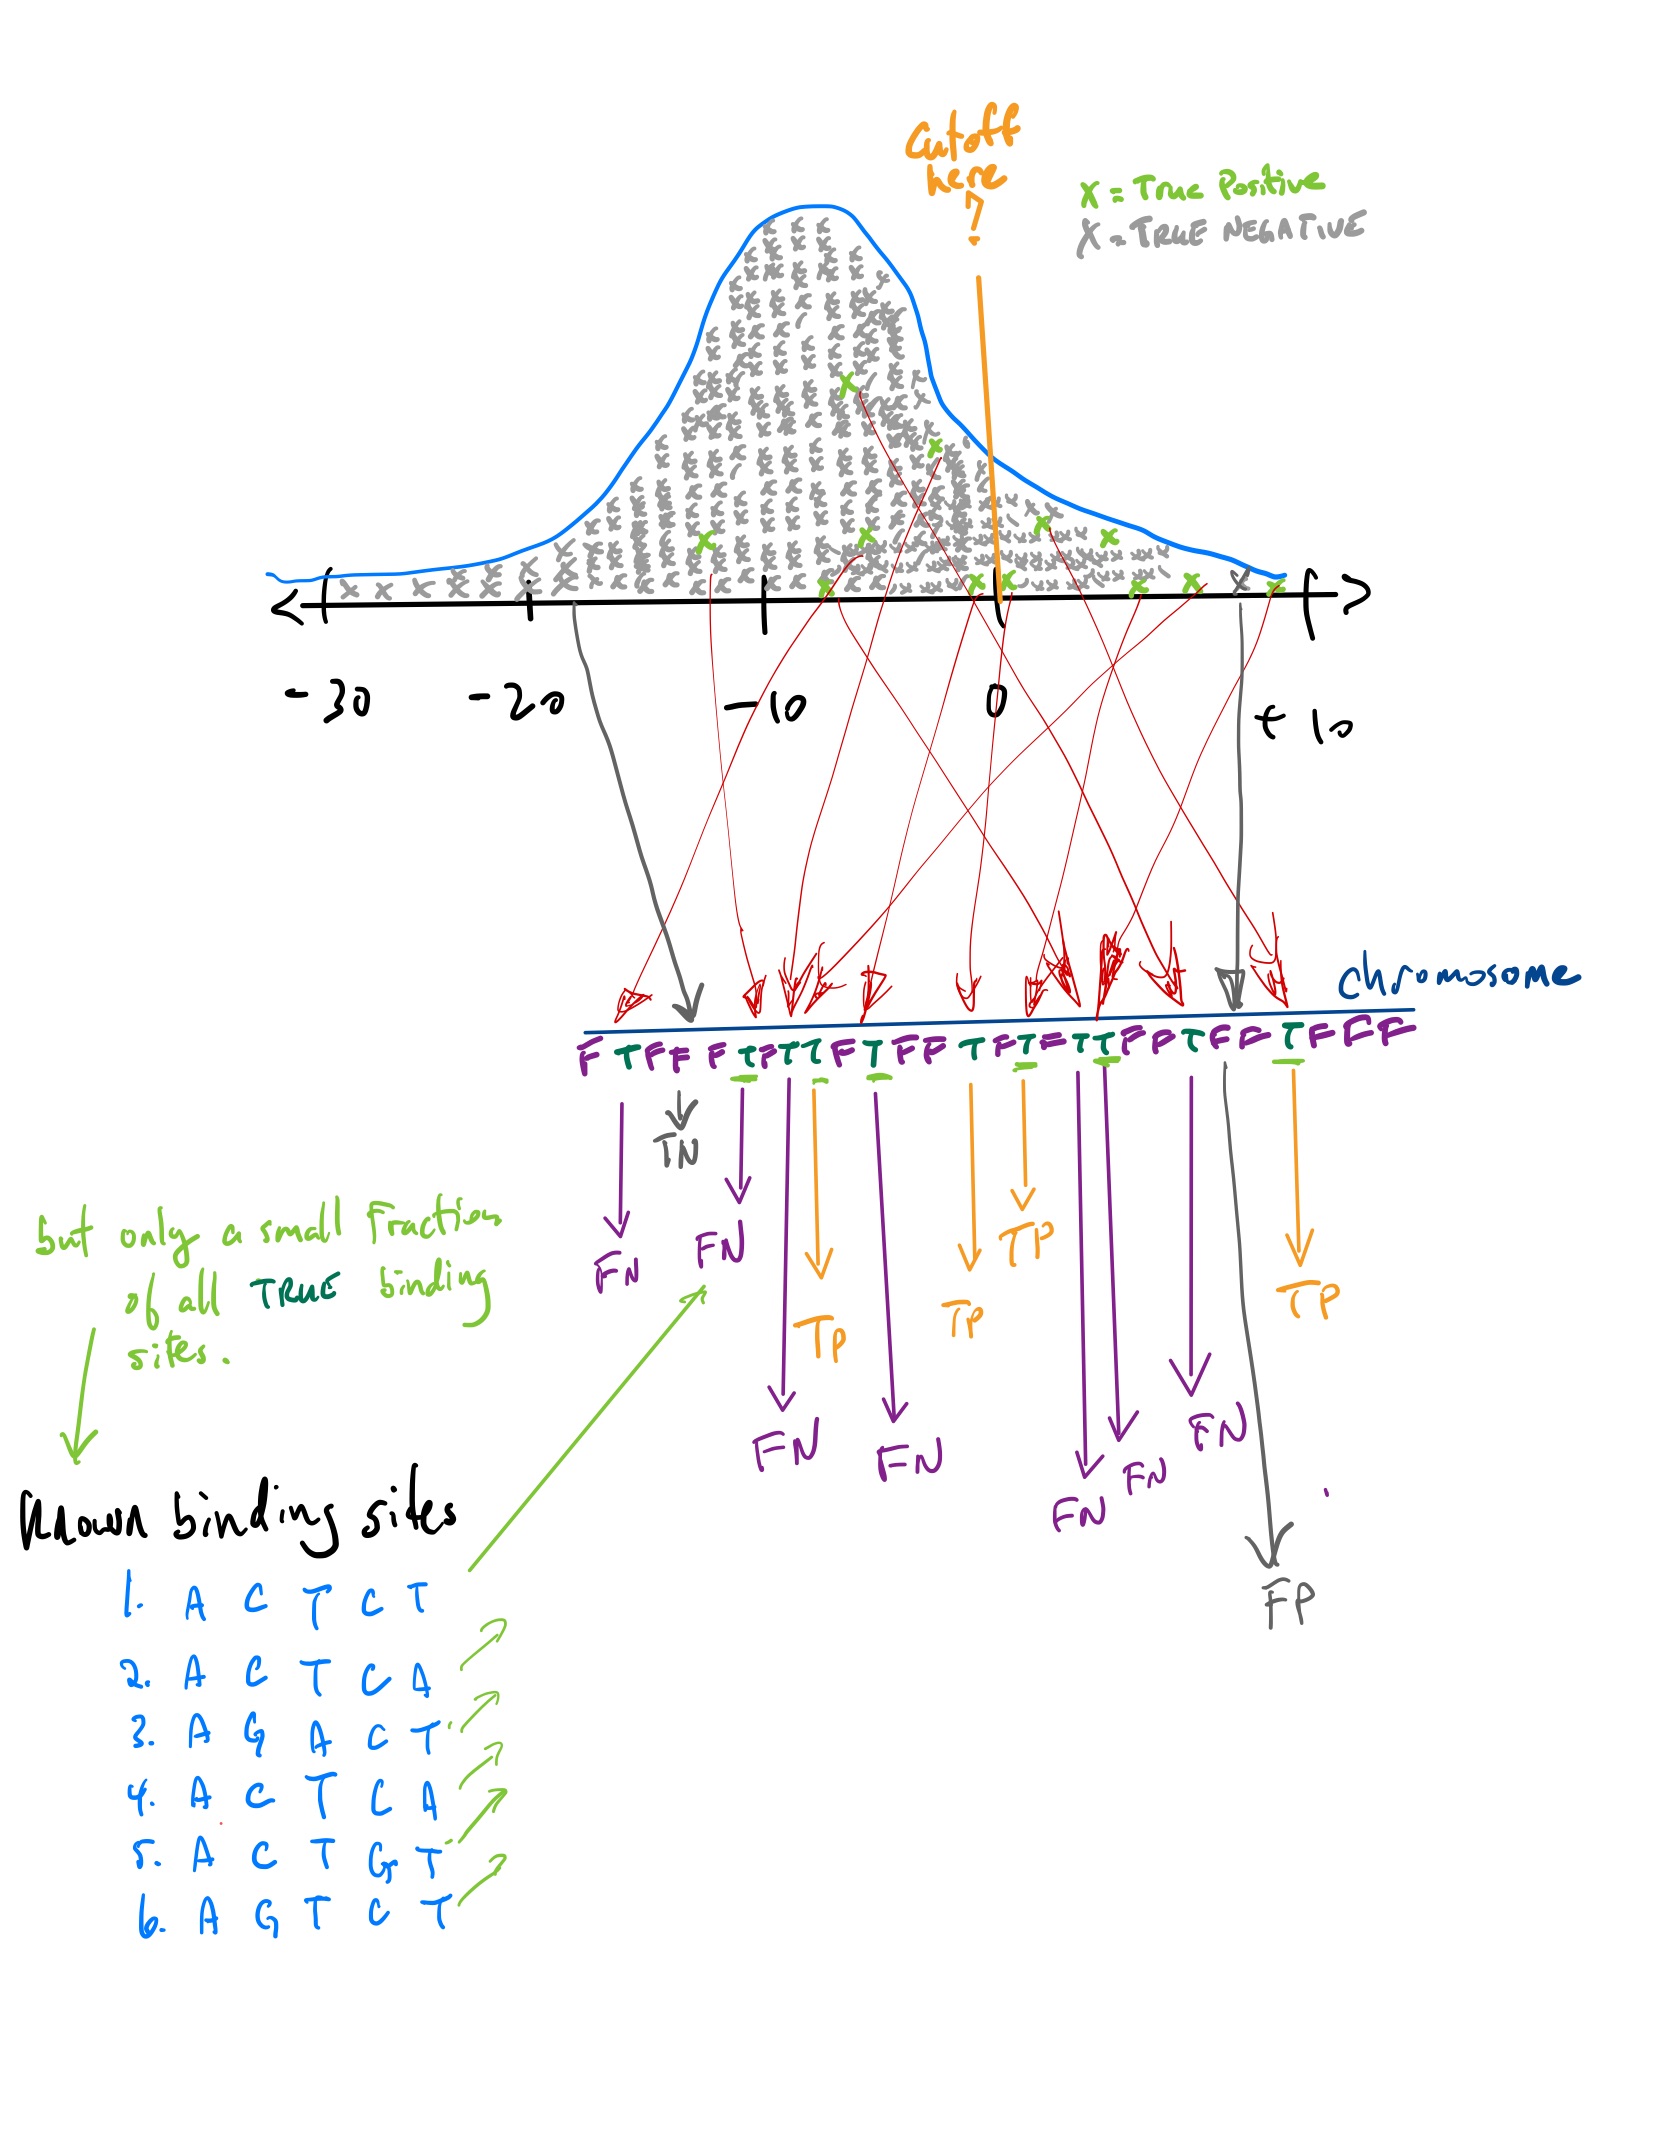 Cutoff
here
?
X = True Positive
X = TRUE NEGATIVE
-30 -20 -10 0 +10
chromosome
F T F F F T F T T F T F F T F T F T T F F T F F T F F F
TN
FN
FN
TP
TP
TP
TP
FN
FN
FN
FN
FN
FP
but only a small fraction
of all TRUE binding
sites.
Known binding sites
1. A C T C T
2. A C T C A
3. A G A C T
4. A C T C A
5. A C T G T
6. A G T C T